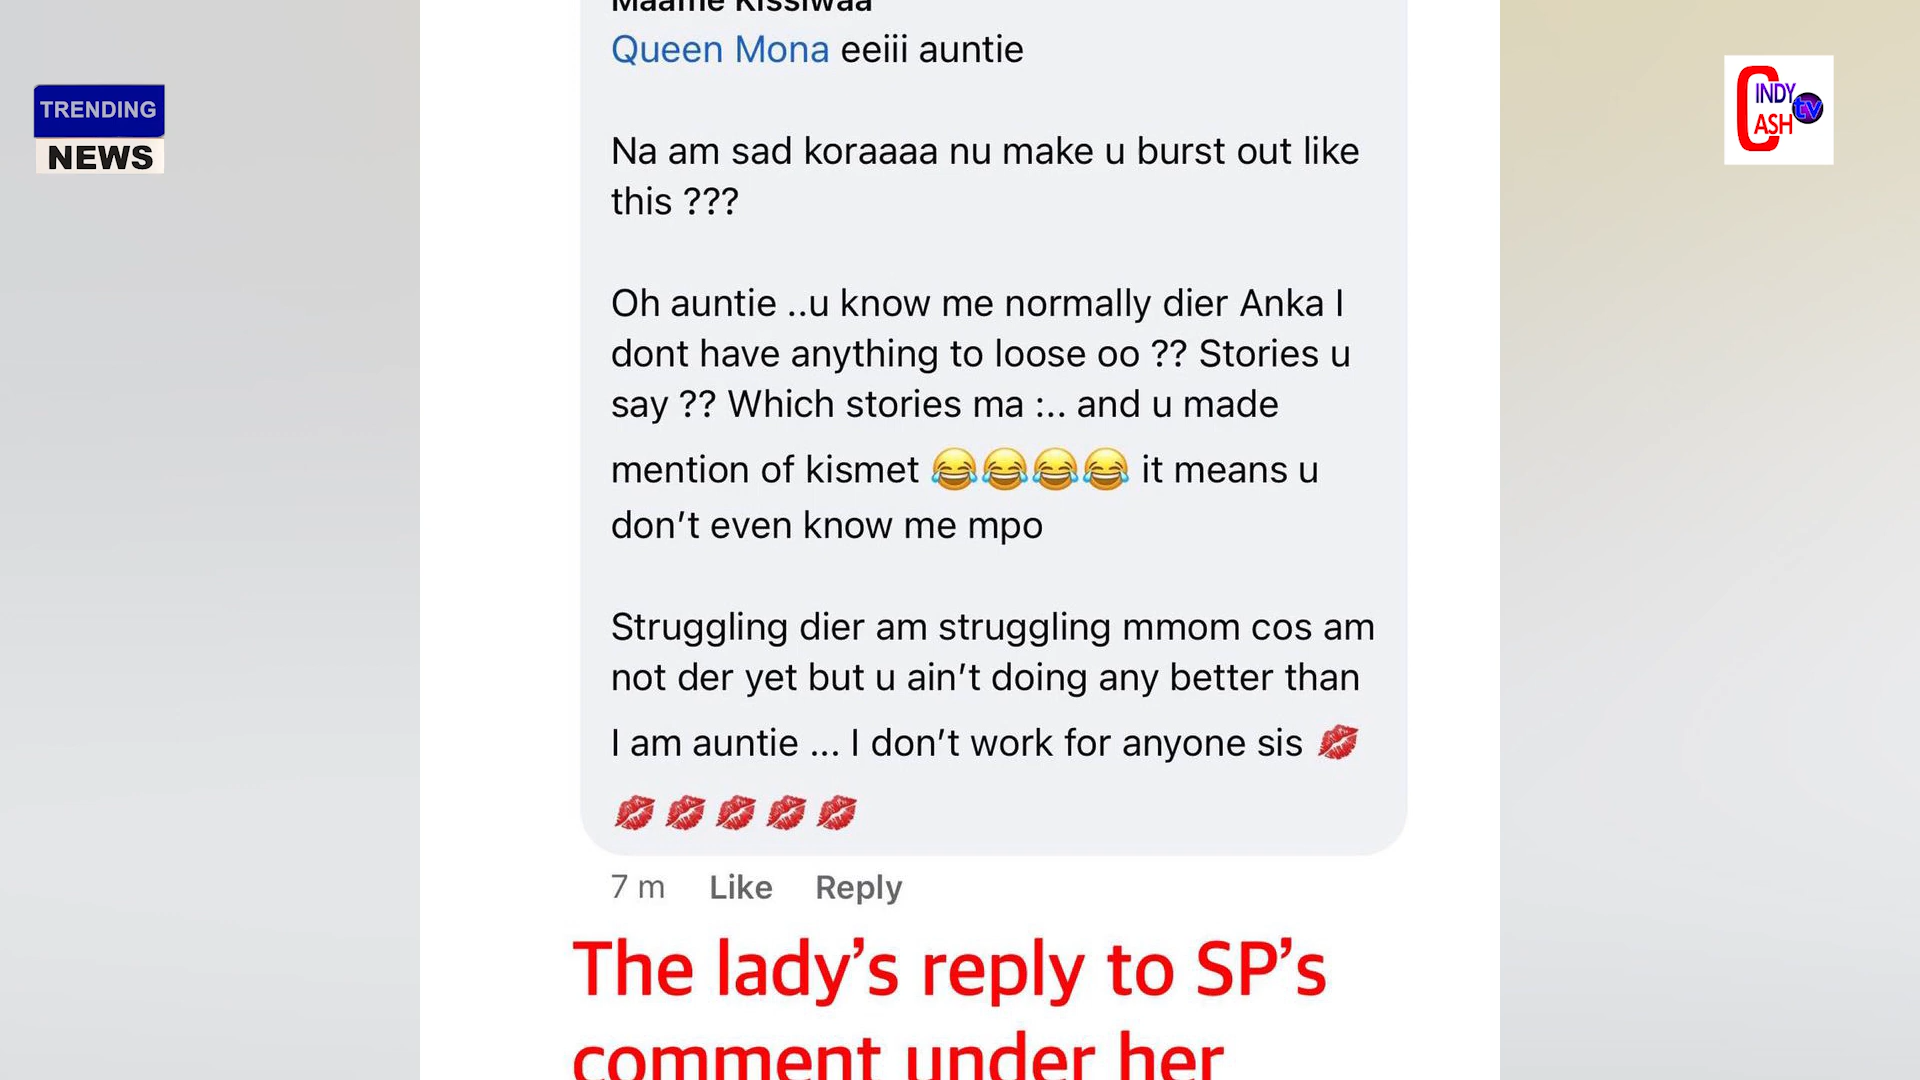 Maame Kissiwaa
Queen Mona eeiii auntie
Na am sad koraaaa nu make u burst out like
this ???
Oh auntie ..u know me normally dier Anka I
dont have anything to loose oo ?? Stories u
say ?? Which stories ma :.. and u made
mention of kismet 😂😂😂😂 it means u
don’t even know me mpo
Struggling dier am struggling mmom cos am
not der yet but u ain’t doing any better than
I am auntie ... I don’t work for anyone sis 💋
💋💋💋💋💋
7 m Like Reply
The lady’s reply to SP’s
comment under her
TRENDING
NEWS
CINDY
CASH
tv